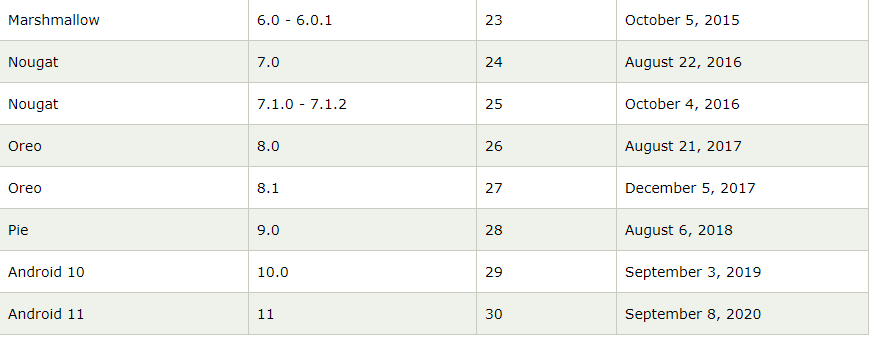 Marshmallow 6.0 - 6.0.1 23 October 5, 2015
Nougat 7.0 24 August 22, 2016
Nougat 7.1.0 - 7.1.2 25 October 4, 2016
Oreo 8.0 26 August 21, 2017
Oreo 8.1 27 December 5, 2017
Pie 9.0 28 August 6, 2018
Android 10 10.0 29 September 3, 2019
Android 11 11 30 September 8, 2020